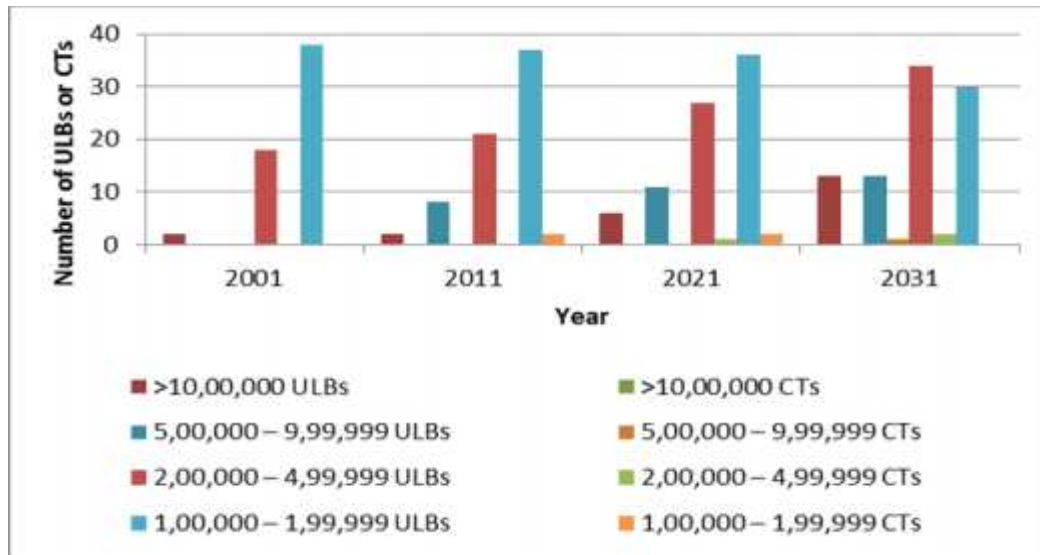 Number of ULBs or CTs
40
30
20
10
0
2001 2011 2021 2031
Year
>10,00,000 ULBs >10,00,000 CTs
5,00,000 – 9,99,999 ULBs 5,00,000 – 9,99,999 CTs
2,00,000 – 4,99,999 ULBs 2,00,000 – 4,99,999 CTs
1,00,000 – 1,99,999 ULBs 1,00,000 – 1,99,999 CTs